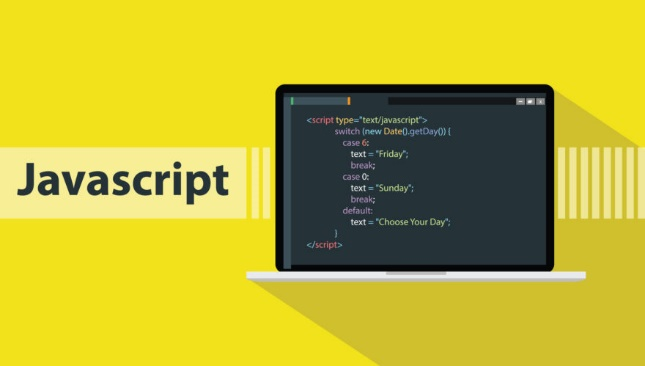 Javascript
<script type="text/javascript">
switch (new Date().getDay()) {
case 6:
text = "Friday";
break;
case 0:
text = "Sunday";
break;
default:
text = "Choose Your Day";
}
</script>